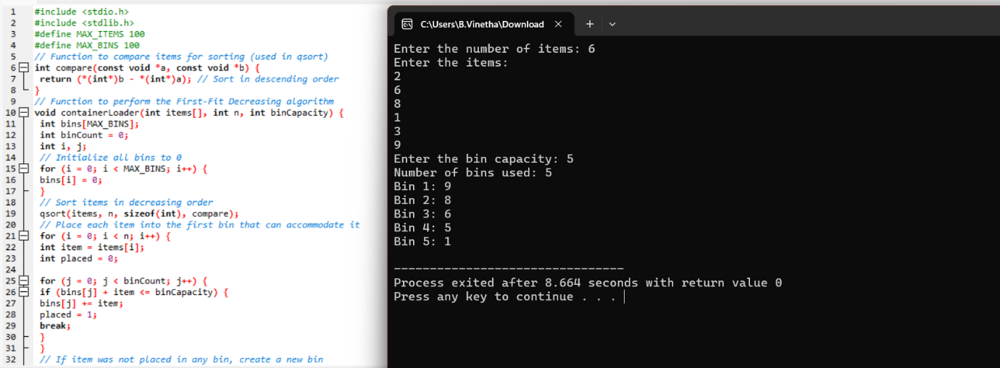 1 #include <stdio.h>
2 #include <stdlib.h>
3 #define MAX_ITEMS 100
4 #define MAX_BINS 100
5 // Function to compare items for sorting (used in qsort)
6 int compare(const void *a, const void *b) {
7 return (*(int*)b - *(int*)a); // Sort in descending order
8 }
9 // Function to perform the First-Fit Decreasing algorithm
10 void containerLoader(int items[], int n, int binCapacity) {
11 int bins[MAX_BINS];
12 int binCount = 0;
13 int i, j;
14 // Initialize all bins to 0
15 for (i = 0; i < MAX_BINS; i++) {
16 bins[i] = 0;
17 }
18 // Sort items in decreasing order
19 qsort(items, n, sizeof(int), compare);
20 // Place each item into the first bin that can accommodate it
21 for (i = 0; i < n; i++) {
22 int item = items[i];
23 int placed = 0;
24
25 for (j = 0; j < binCount; j++) {
26 if (bins[j] + item <= binCapacity) {
27 bins[j] += item;
28 placed = 1;
29 break;
30 }
31 }
32 // If item was not placed in any bin, create a new bin
C:\Users\B.Vinetha\Download × +
Enter the number of items: 6
Enter the items:
2
6
8
1
3
9
Enter the bin capacity: 5
Number of bins used: 5
Bin 1: 9
Bin 2: 8
Bin 3: 6
Bin 4: 5
Bin 5: 1
--------------------------------
Process exited after 8.664 seconds with return value 0
Press any key to continue . . .